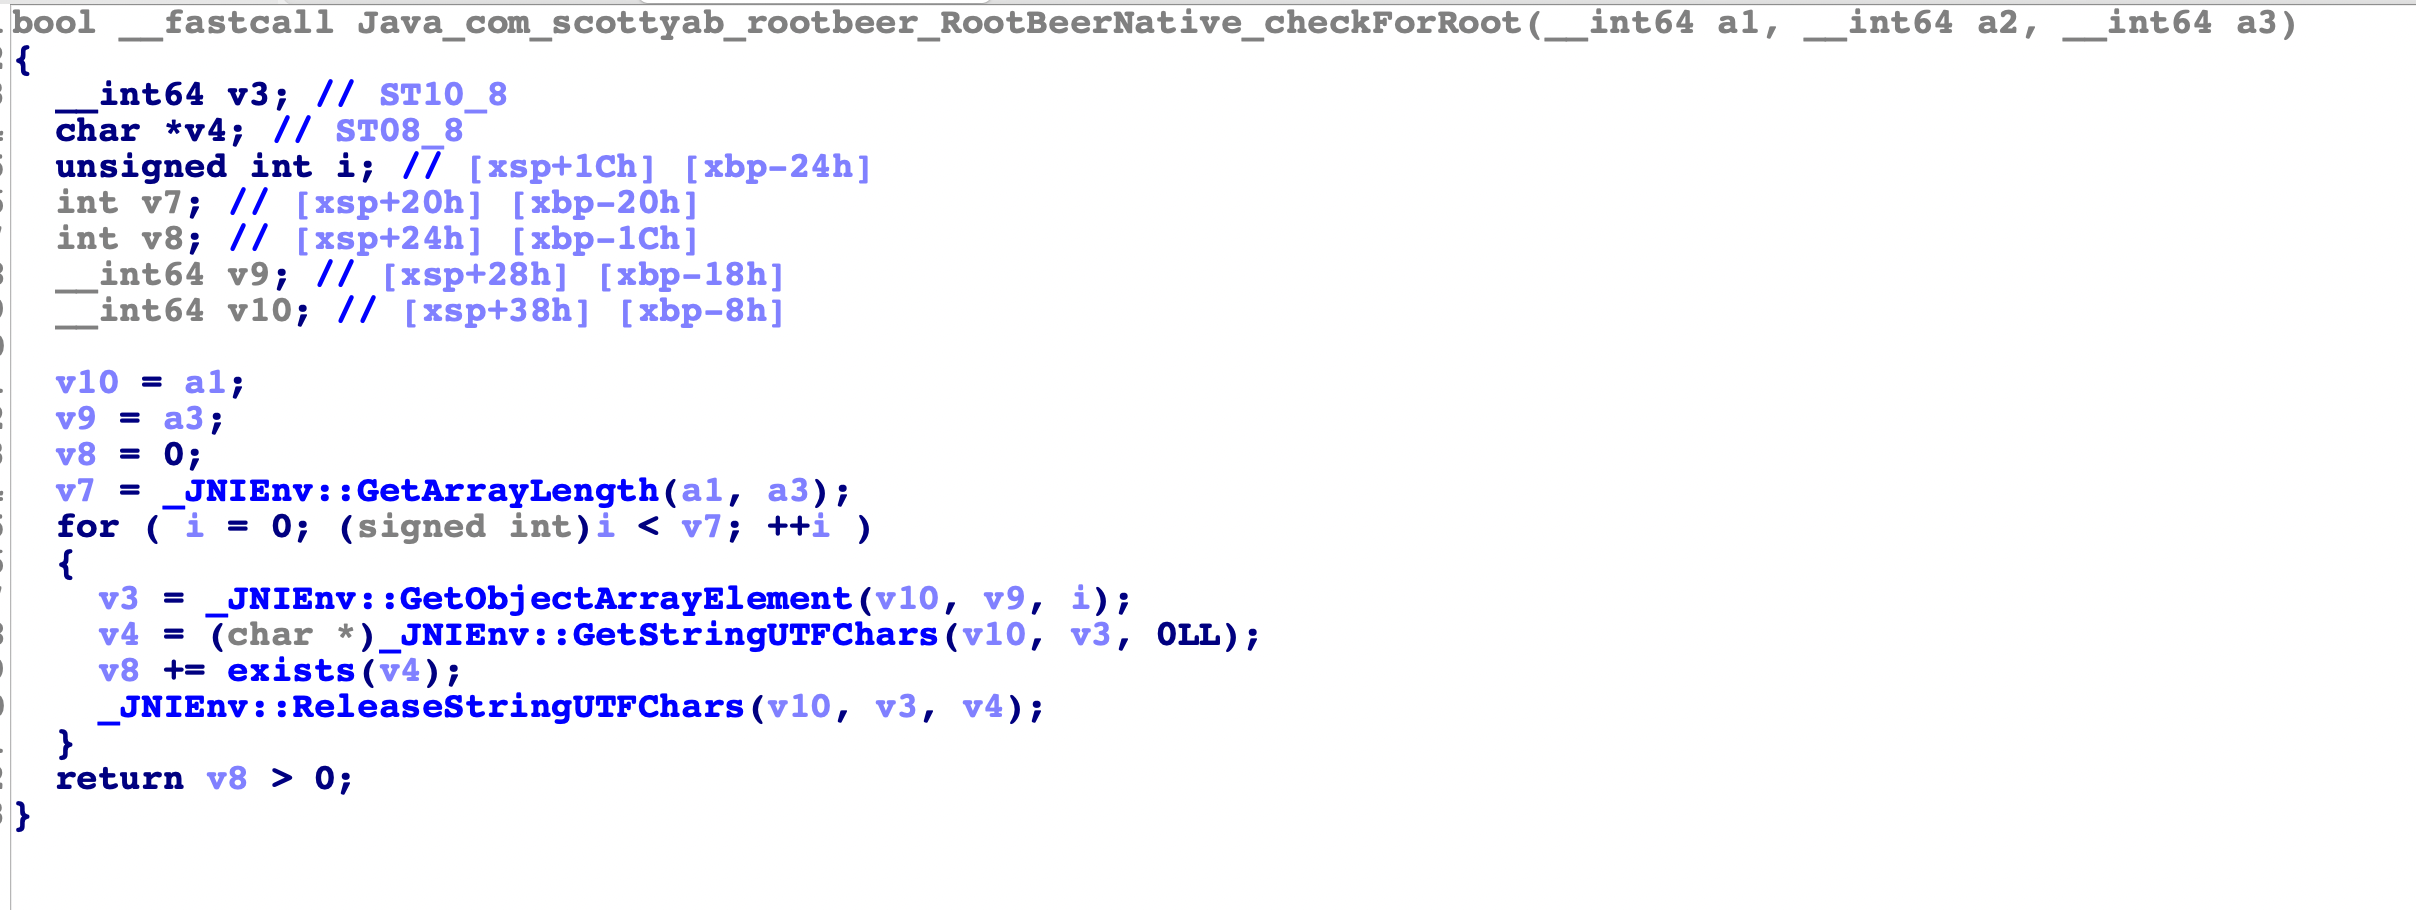 bool __fastcall Java_com_scottyab_rootbeer_RootBeerNative_checkForRoot(__int64 a1, __int64 a2, __int64 a3)
{
  __int64 v3; // ST10_8
  char *v4; // ST08_8
  unsigned int i; // [xsp+1Ch] [xbp-24h]
  int v7; // [xsp+20h] [xbp-20h]
  int v8; // [xsp+24h] [xbp-1Ch]
  __int64 v9; // [xsp+28h] [xbp-18h]
  __int64 v10; // [xsp+38h] [xbp-8h]

  v10 = a1;
  v9 = a3;
  v8 = 0;
  v7 = _JNIEnv::GetArrayLength(a1, a3);
  for ( i = 0; (signed int)i < v7; ++i )
  {
    v3 = _JNIEnv::GetObjectArrayElement(v10, v9, i);
    v4 = (char *)_JNIEnv::GetStringUTFChars(v10, v3, 0LL);
    v8 += exists(v4);
    _JNIEnv::ReleaseStringUTFChars(v10, v3, v4);
  }
  return v8 > 0;
}